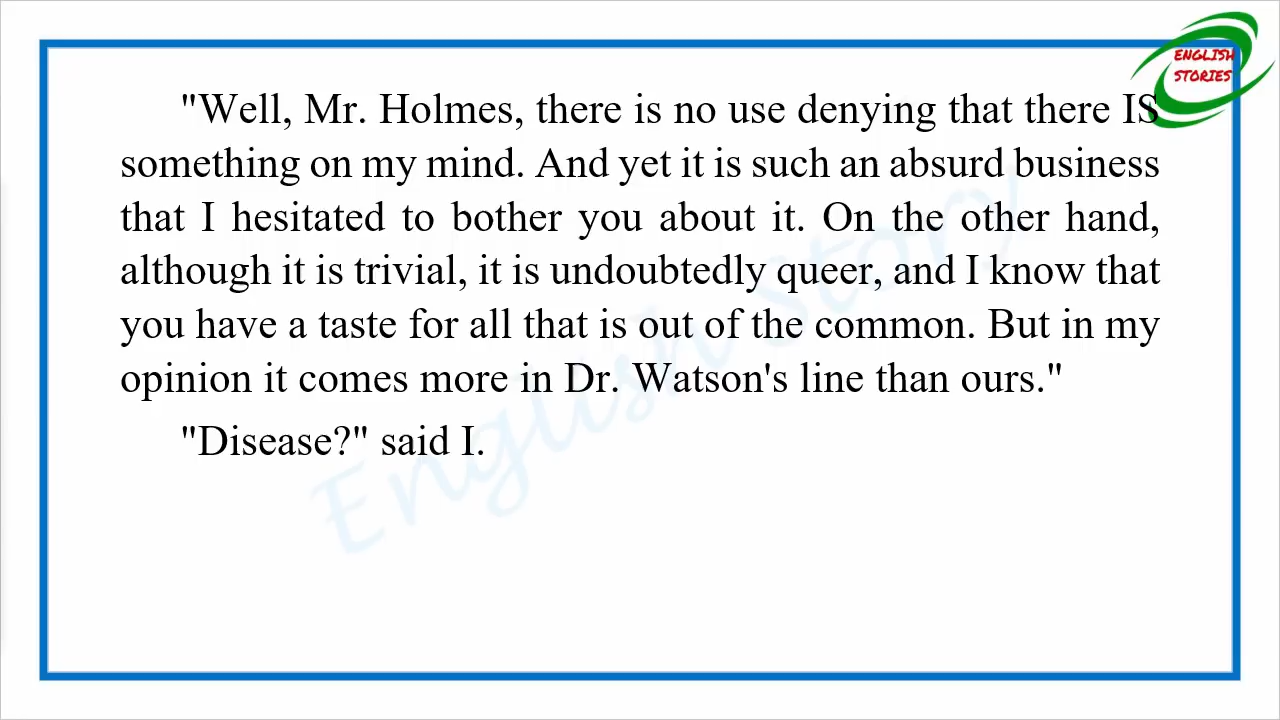 ENGLISH
STORIES
"Well, Mr. Holmes, there is no use denying that there IS
something on my mind. And yet it is such an absurd business
that I hesitated to bother you about it. On the other hand,
although it is trivial, it is undoubtedly queer, and I know that
you have a taste for all that is out of the common. But in my
opinion it comes more in Dr. Watson's line than ours."
"Disease?" said I.
English Story